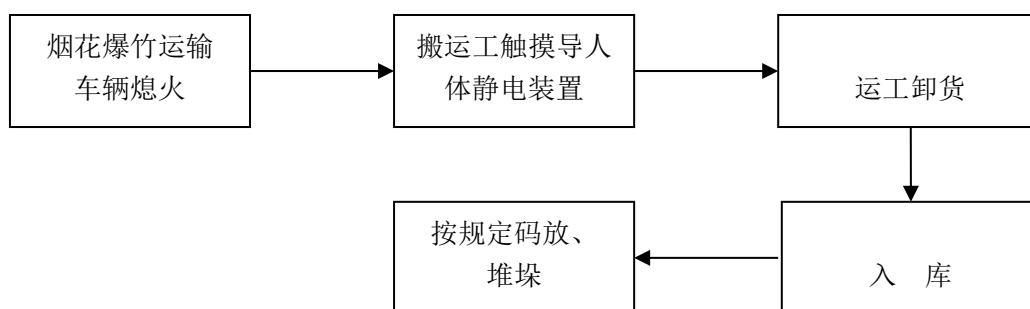 烟花爆竹运输
车辆熄火
搬运工触摸导人
体静电装置
运工卸货
入 库
按规定码放、
堆垛